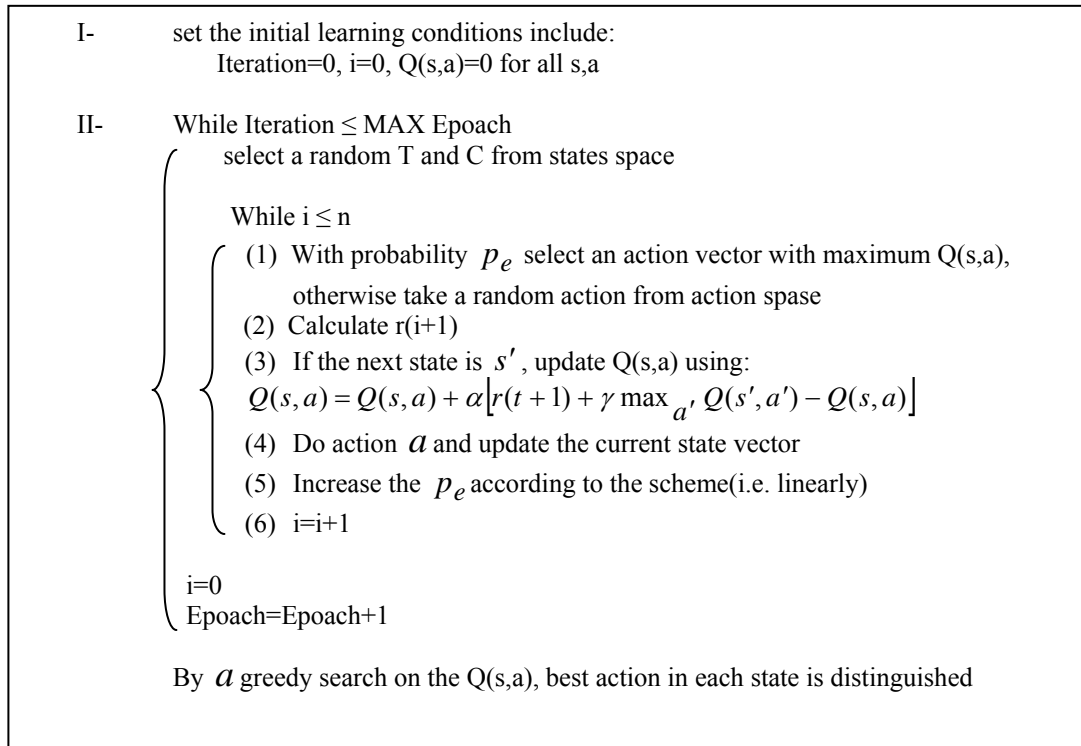 I- set the initial learning conditions include:
Iteration=0, i=0, Q(s,a)=0 for all s,a
II- While Iteration ≤ MAX Epoach
select a random T and C from states space
While i ≤ n
(1) With probability p_e select an action vector with maximum Q(s,a),
otherwise take a random action from action spase
(2) Calculate r(i+1)
(3) If the next state is s′ , update Q(s,a) using:
Q(s,a) = Q(s,a) + α⌊r(t+1) + γ max_a′ Q(s′,a′) − Q(s,a)⌋
(4) Do action a and update the current state vector
(5) Increase the p_e according to the scheme(i.e. linearly)
(6) i=i+1
i=0
Epoach=Epoach+1
By a greedy search on the Q(s,a), best action in each state is distinguished